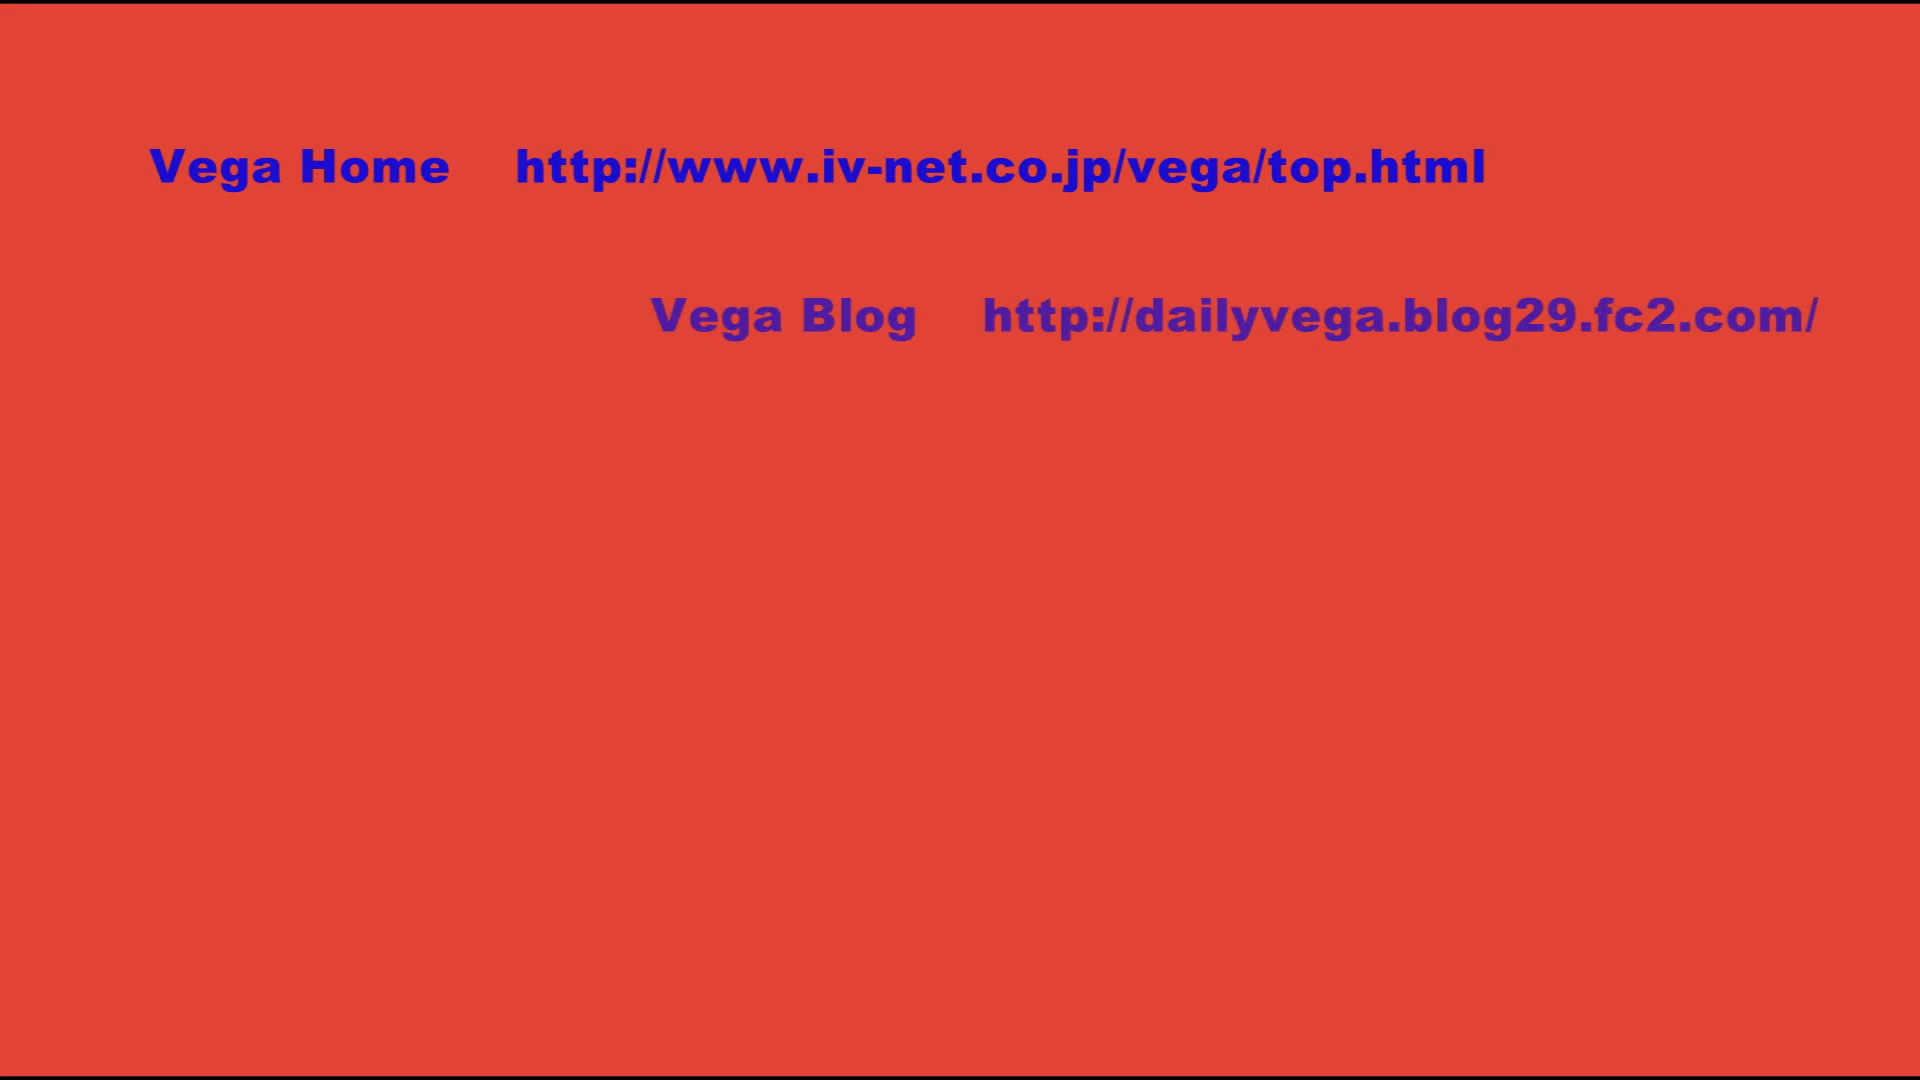 Vega Home http://www.iv-net.co.jp/vega/top.html
Vega Blog http://dailyvega.blog29.fc2.com/